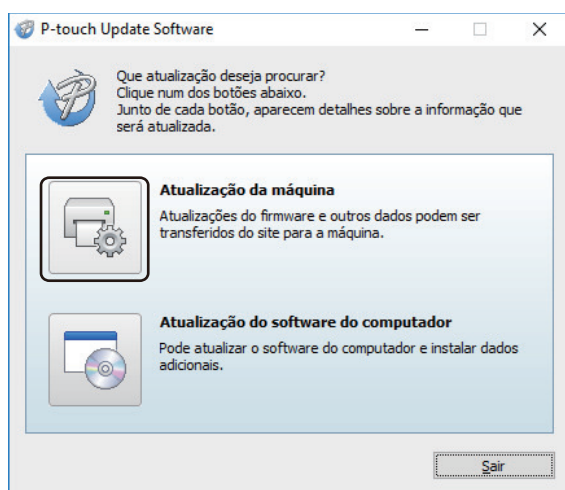 P-touch Update Software
Que atualização deseja procurar?
Clique num dos botões abaixo.
Junto de cada botão, aparecem detalhes sobre a informação que
será atualizada.
Atualização da máquina
Atualizações do firmware e outros dados podem ser
transferidos do site para a máquina.
Atualização do software do computador
Pode atualizar o software do computador e instalar dados
adicionais.
Sair